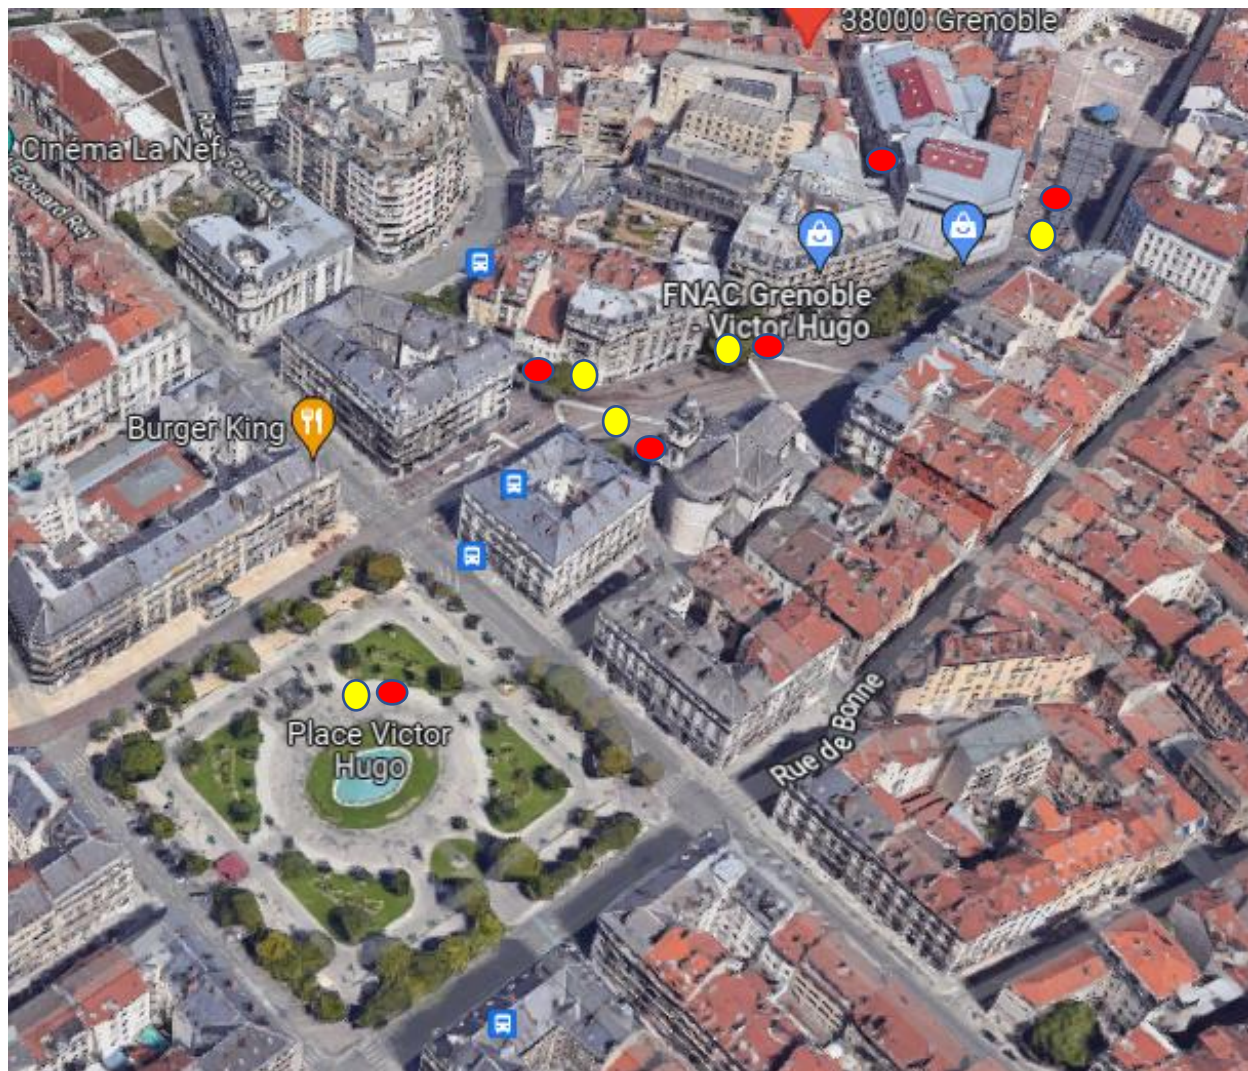 38000 Grenoble
Cinéma La Nef
Edouard Rey
FNAC Grenoble
- Victor Hugo
Burger King
Place Victor
Hugo
Rue de Bonne